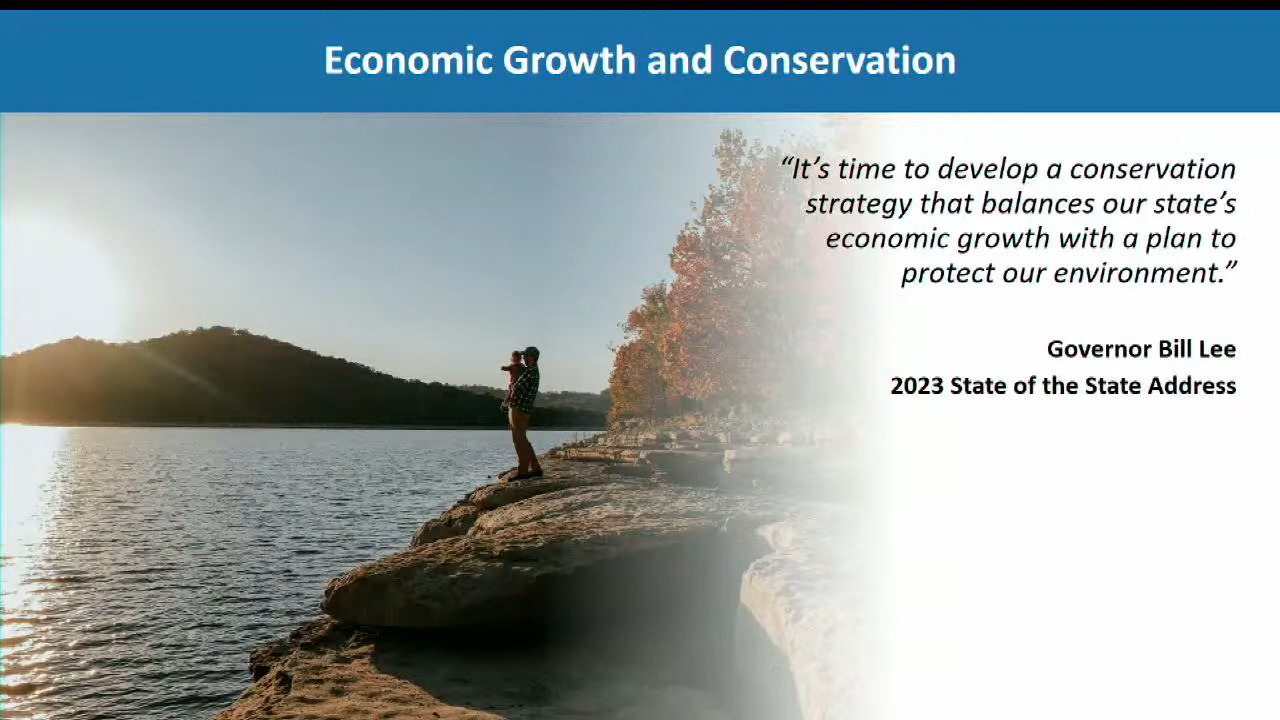 Economic Growth and Conservation
“It’s time to develop a conservation
strategy that balances our state’s
economic growth with a plan to
protect our environment.”
Governor Bill Lee
2023 State of the State Address